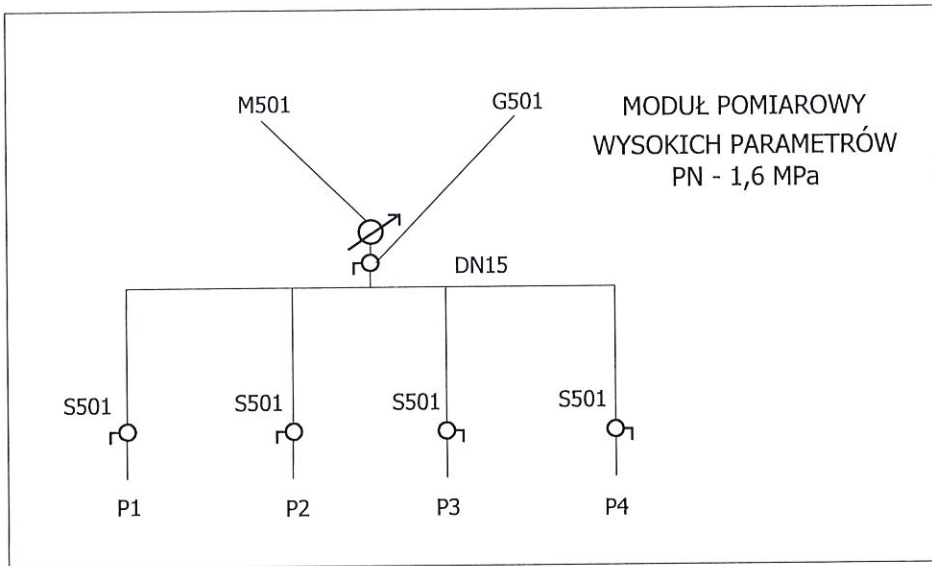 M501
G501
MODUŁ POMIAROWY
WYSOKICH PARAMETRÓW
PN - 1,6 MPa
DN15
S501
S501
S501
S501
P1
P2
P3
P4